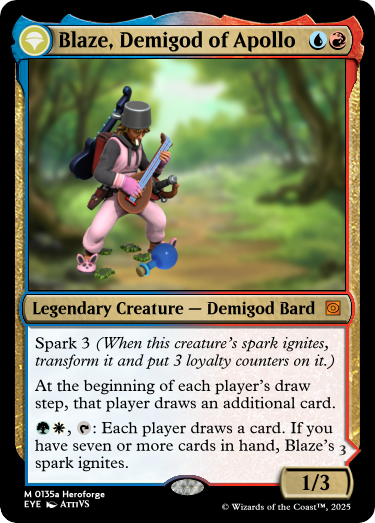 Blaze, Demigod of Apollo
Legendary Creature — Demigod Bard
Spark 3 (When this creature's spark ignites,
transform it and put 3 loyalty counters on it.)
At the beginning of each player's draw
step, that player draws an additional card.
: Each player draws a card. If you
have seven or more cards in hand, Blaze's
spark ignites.
3
1/3
M 0135a Heroforge
EYE AttiVS
© Wizards of the Coast™, 2025